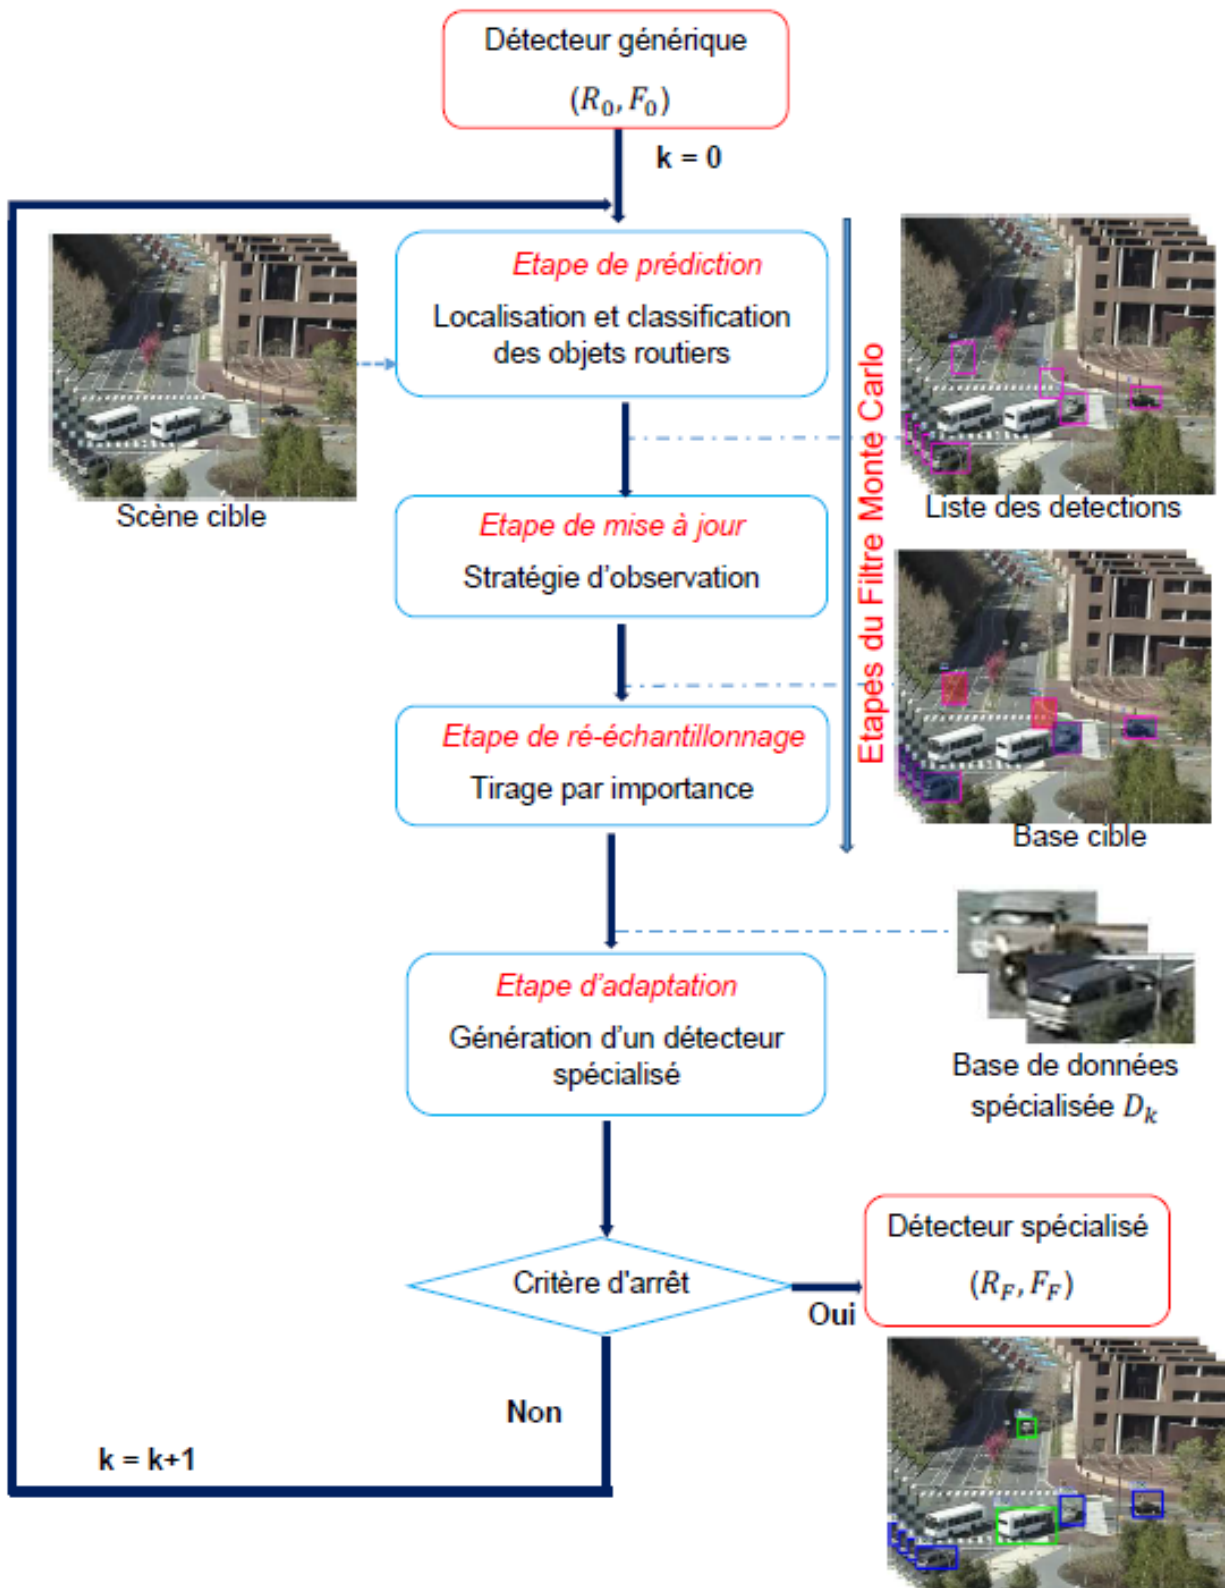 Détecteur générique
(R₀, F₀)
k = 0
Etape de prédiction
Localisation et classification
des objets routiers
Scène cible
Liste des detections
Etapes du Filtre Monte Carlo
Etape de mise à jour
Stratégie d'observation
Etape de ré-échantillonnage
Tirage par importance
Base cible
Etape d'adaptation
Génération d'un détecteur
spécialisé
Base de données
spécialisée Dₖ
Critère d'arrêt
Oui
Détecteur spécialisé
(R_F, F_F)
Non
k = k+1